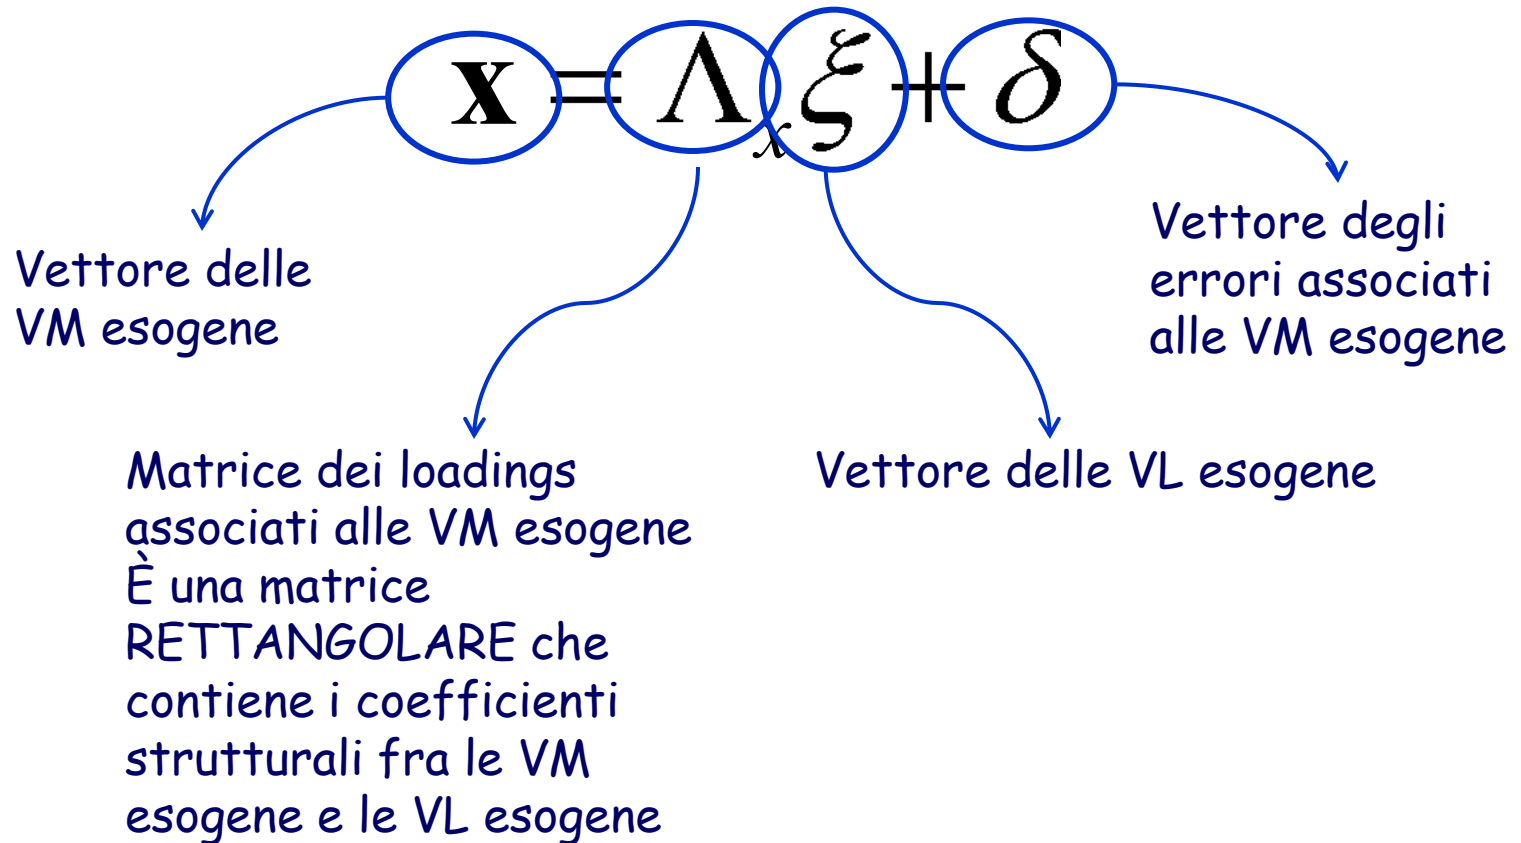 x = Λx ξ + δ
Vettore delle
VM esogene
Vettore degli
errori associati
alle VM esogene
Matrice dei loadings
associati alle VM esogene
È una matrice
RETTANGOLARE che
contiene i coefficienti
strutturali fra le VM
esogene e le VL esogene
Vettore delle VL esogene